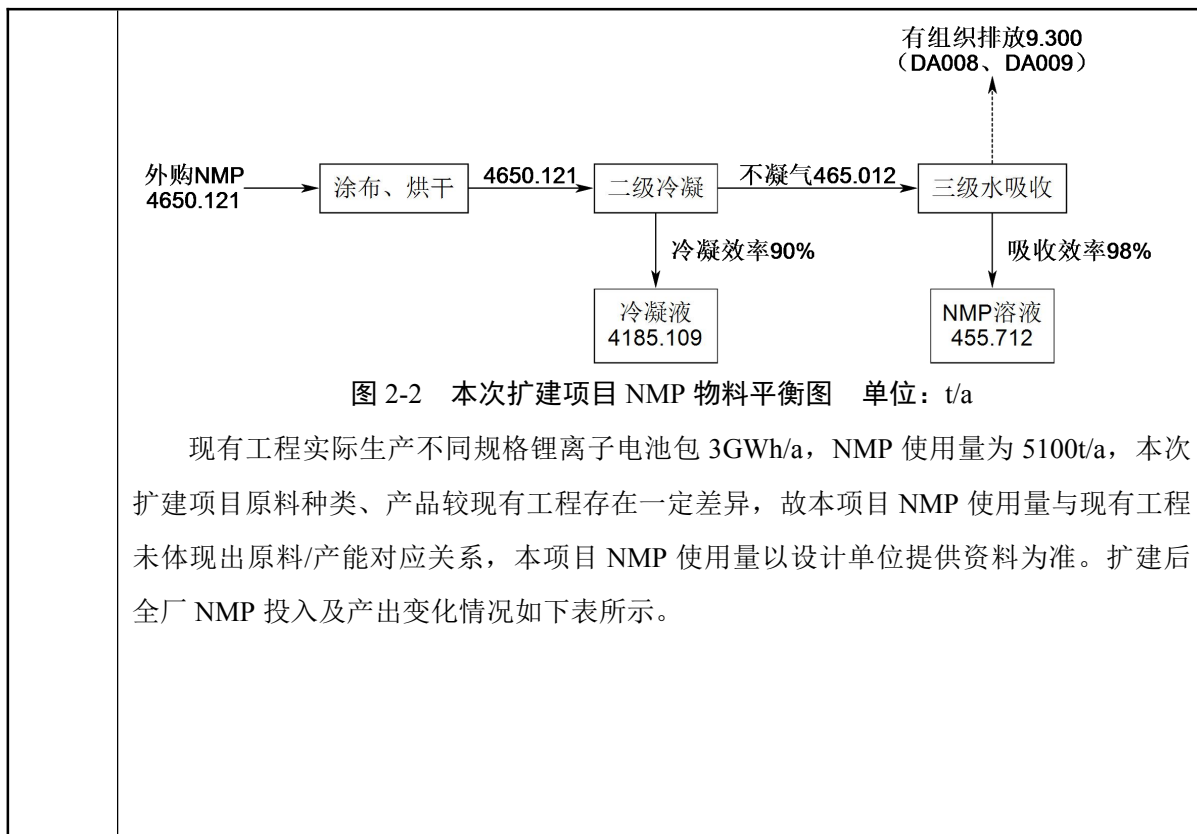 有组织排放9.300
（DA008、DA009）
外购NMP
4650.121
涂布、烘干
4650.121
二级冷凝
不凝气465.012
三级水吸收
冷凝效率90%
吸收效率98%
冷凝液
4185.109
NMP溶液
455.712
图 2-2 本次扩建项目 NMP 物料平衡图 单位：t/a
现有工程实际生产不同规格锂离子电池包 3GWh/a，NMP 使用量为 5100t/a，本次
扩建项目原料种类、产品较现有工程存在一定差异，故本项目 NMP 使用量与现有工程
未体现出原料/产能对应关系，本项目 NMP 使用量以设计单位提供资料为准。扩建后
全厂 NMP 投入及产出变化情况如下表所示。